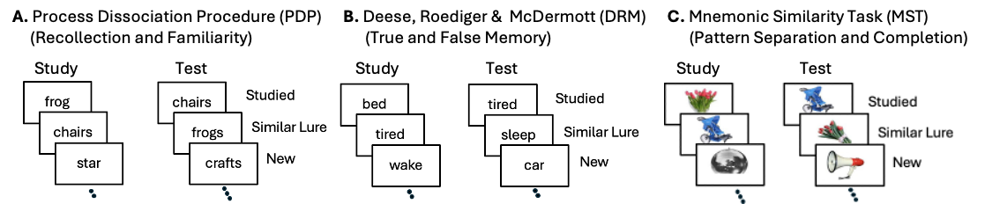 A. Process Dissociation Procedure (PDP)
(Recollection and Familiarity)
Study
Test
frog
chairs
star
chairs
frogs
crafts
Studied
Similar Lure
New
B. Deese, Roediger & McDermott (DRM)
(True and False Memory)
Study
Test
bed
tired
wake
tired
sleep
car
Studied
Similar Lure
New
C. Mnemonic Similarity Task (MST)
(Pattern Separation and Completion)
Study
Test
Studied
Similar Lure
New